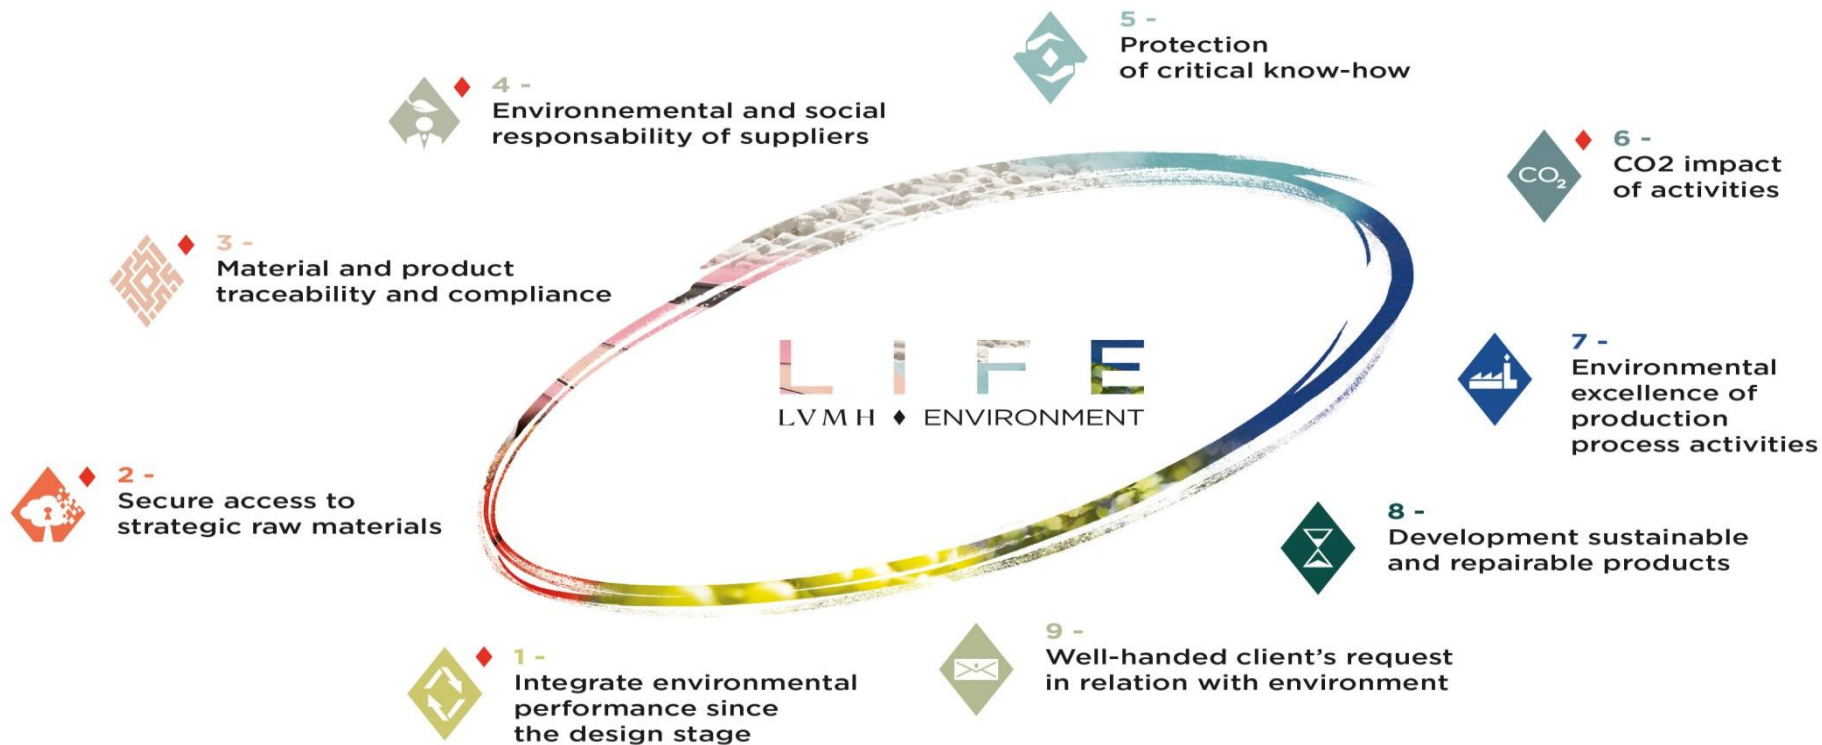 5 -
Protection
of critical know-how
4 -
Environnemental and social
responsability of suppliers
6 -
CO2 impact
of activities
CO2
3 -
Material and product
traceability and compliance
LIFE
LVMH ♦ ENVIRONMENT
7 -
Environmental
excellence of
production
process activities
2 -
Secure access to
strategic raw materials
8 -
Development sustainable
and repairable products
9 -
Well-handed client's request
in relation with environment
1 -
Integrate environmental
performance since
the design stage